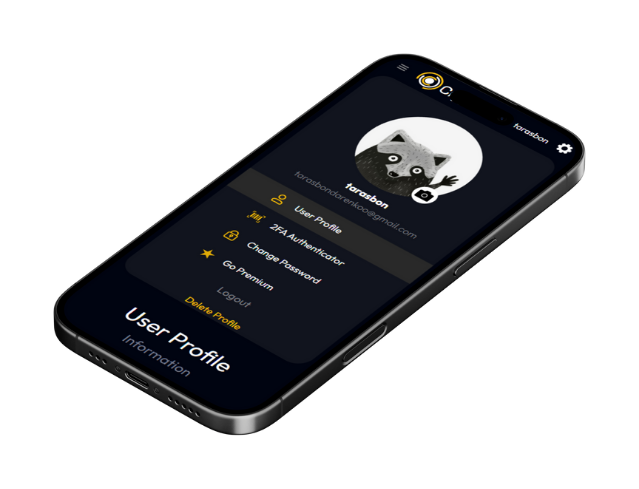 tarasbon
tarasbon
tarasbondarenkoo@gmail.com
User Profile
2FA Authenticator
Change Password
Go Premium
Logout
Delete Profile
User Profile
Information